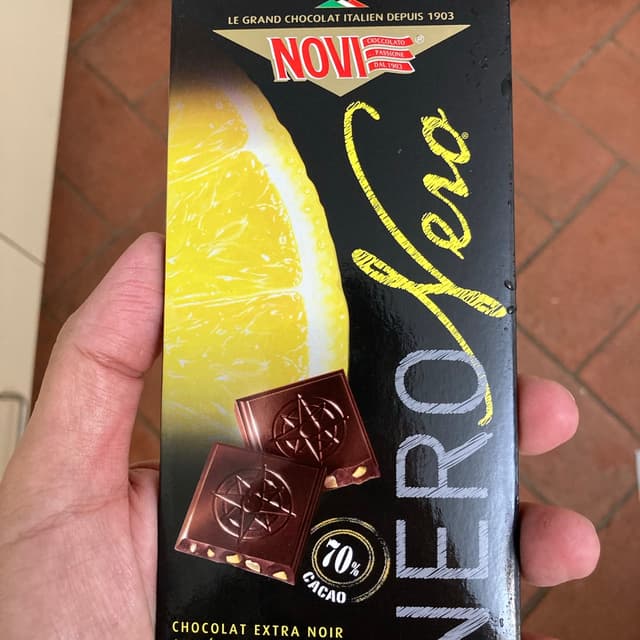 LE GRAND CHOCOLAT ITALIEN DEPUIS 1903
NOVI
CIOCCOLATO
PASSIONE
DAL 1903
®
Nero®
NERO
70%
CACAO
CHOCOLAT EXTRA NOIR